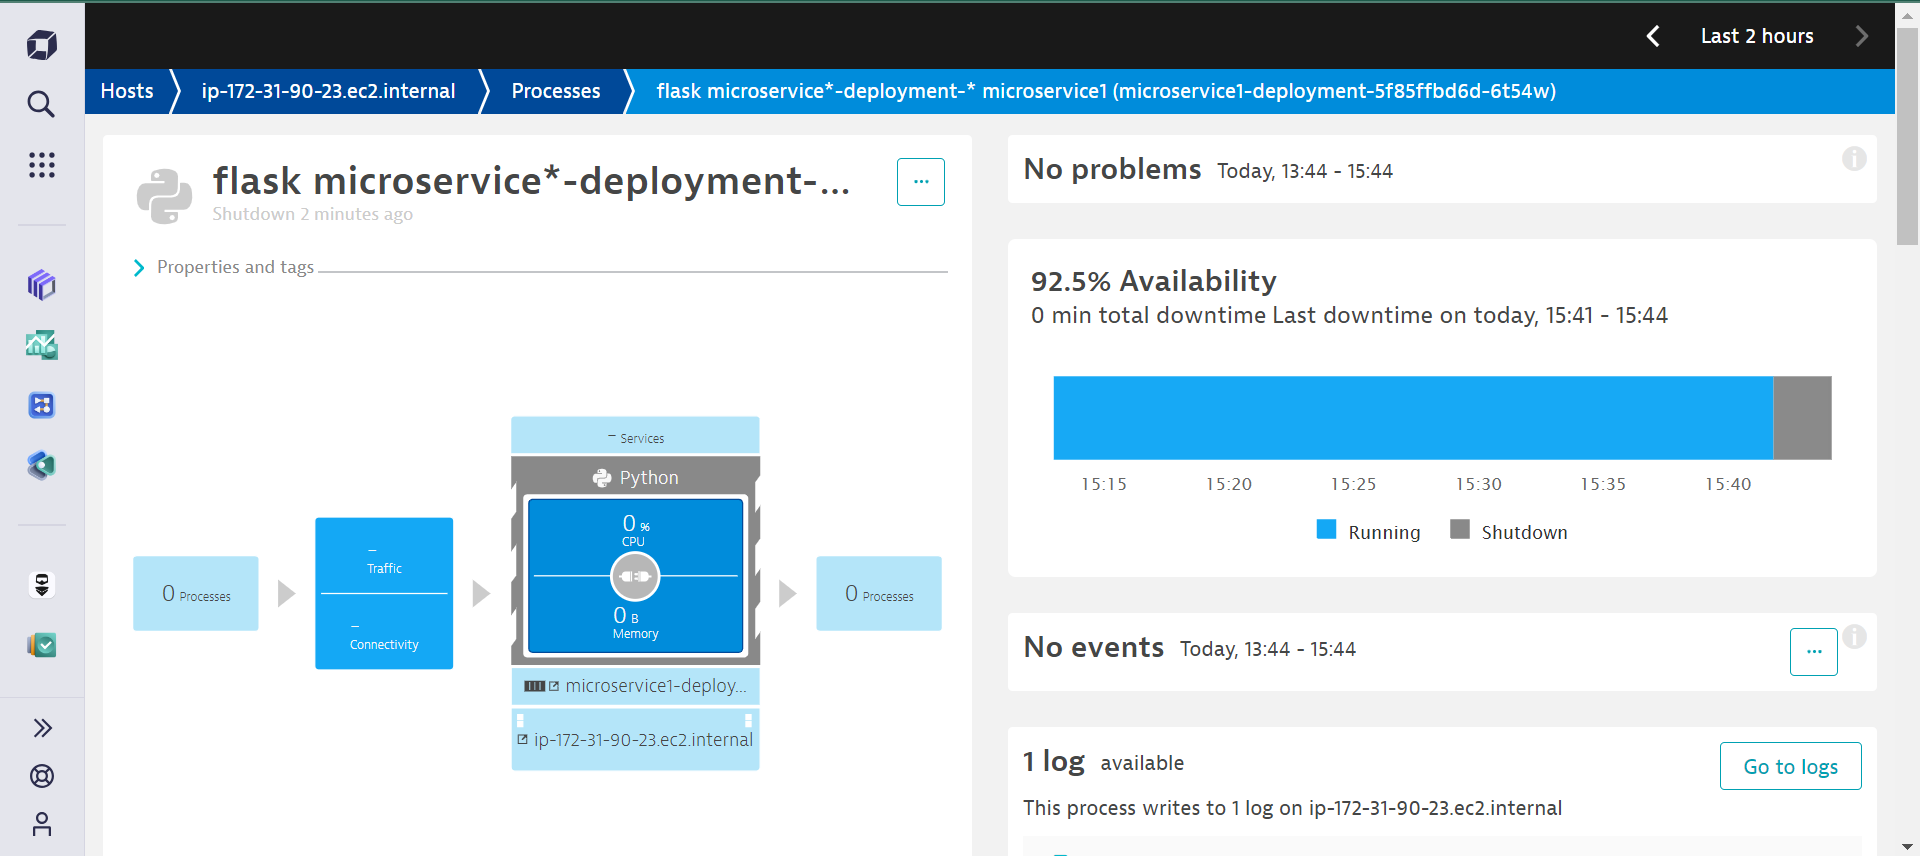 Last 2 hours
Hosts
ip-172-31-90-23.ec2.internal
Processes
flask microservice*-deployment-* microservice1 (microservice1-deployment-5f85ffbd6d-6t54w)
flask microservice*-deployment-...
Shutdown 2 minutes ago
...
Properties and tags
– Services
Python
0 %
CPU
0 B
Memory
–
Traffic
–
Connectivity
0 Processes
0 Processes
microservice1-deploy...
ip-172-31-90-23.ec2.internal
No problems Today, 13:44 - 15:44
92.5% Availability
0 min total downtime Last downtime on today, 15:41 - 15:44
15:15 15:20 15:25 15:30 15:35 15:40
Running Shutdown
No events Today, 13:44 - 15:44
...
1 log available
Go to logs
This process writes to 1 log on ip-172-31-90-23.ec2.internal